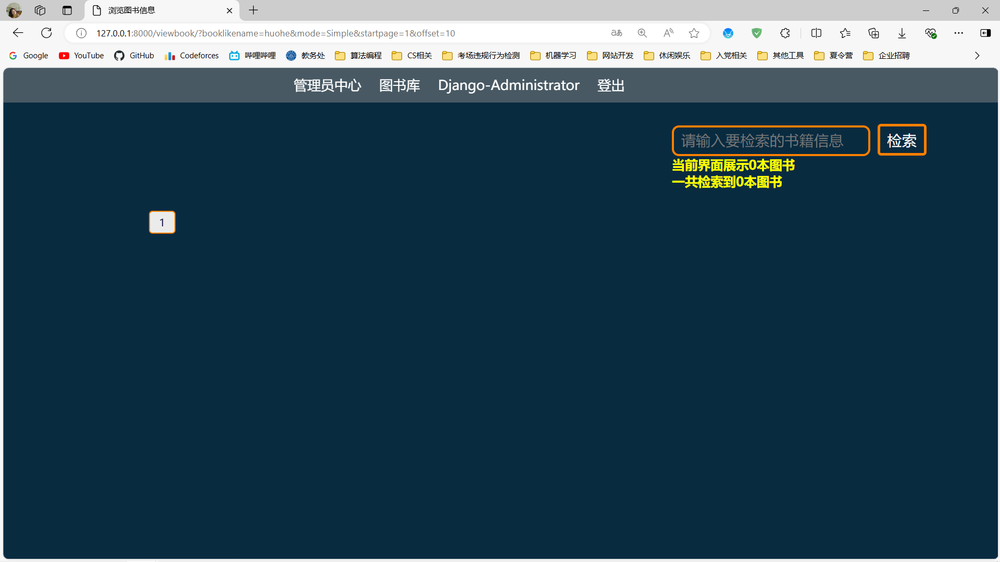 浏览图书信息
127.0.0.1:8000/viewbook/?booklikename=huohe&mode=Simple&startpage=1&offset=10
Google YouTube GitHub Codeforces 哔哩哔哩 教务处 算法编程 CS相关 考场违规行为检测 机器学习 网站开发 休闲娱乐 入党相关 其他工具 夏令营 企业招聘
管理员中心 图书库 Django-Administrator 登出
请输入要检索的书籍信息 检索
当前界面展示0本图书
一共检索到0本图书
1